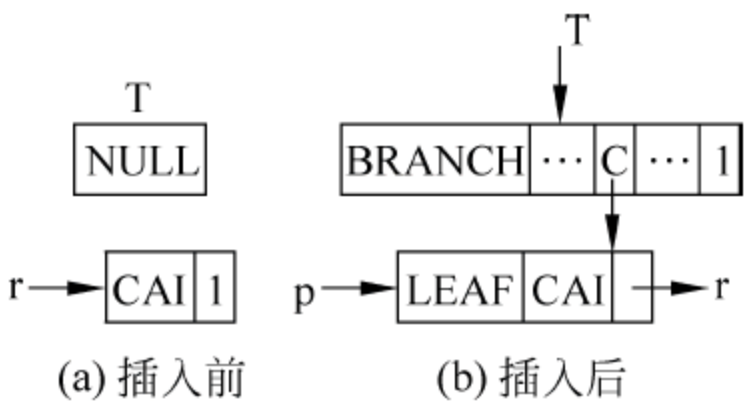 T
NULL
r CAI 1
(a) 插入前
T
BRANCH ··· C ··· 1
p LEAF CAI r
(b) 插入后